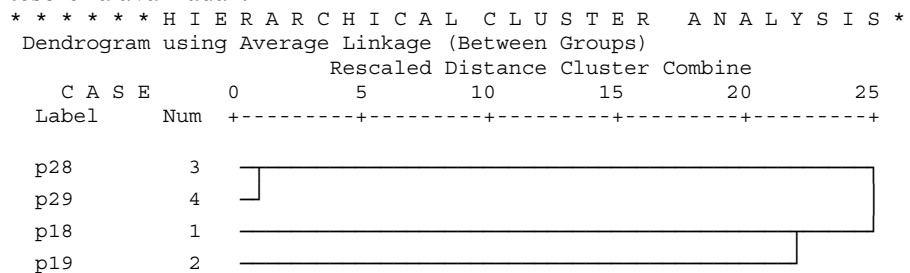 * * * * * * H I E R A R C H I C A L   C L U S T E R   A N A L Y S I S *
Dendrogram using Average Linkage (Between Groups)
Rescaled Distance Cluster Combine
C A S E 0 5 10 15 20 25
Label Num +---------+---------+---------+---------+---------+
p28 3
p29 4
p18 1
p19 2